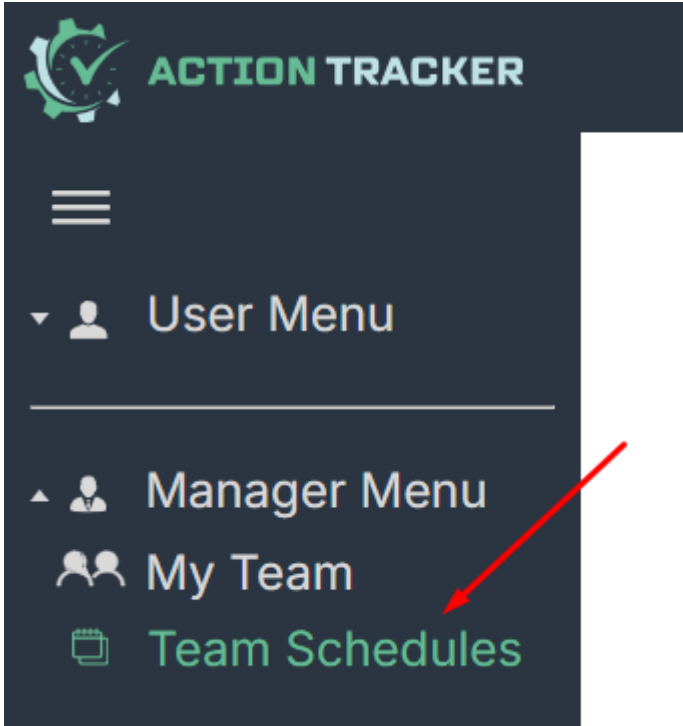 ACTION TRACKER
User Menu
Manager Menu
My Team
Team Schedules